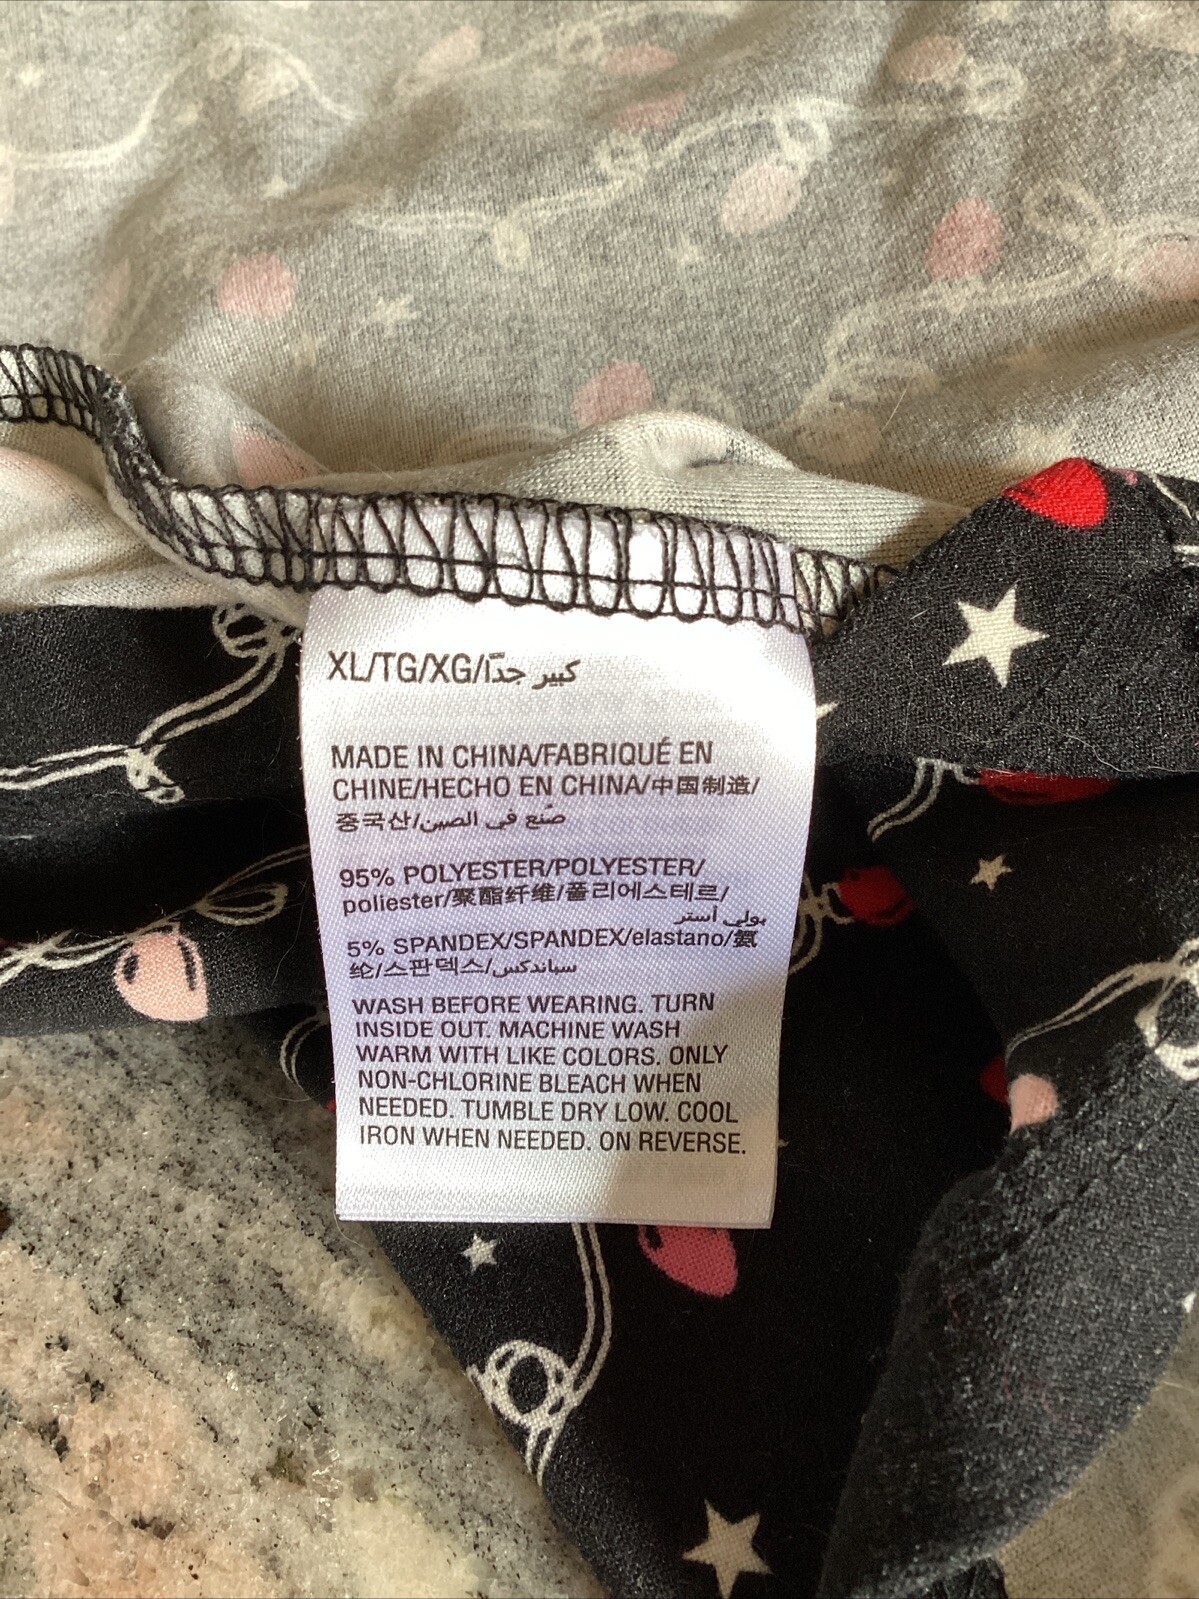 XL/TG/XG/كبير جدًّا
MADE IN CHINA/FABRIQUÉ EN
CHINE/HECHO EN CHINA/中国制造/
중국산/صُنع في الصين
95% POLYESTER/POLYESTER/
poliester/聚酯纤维/폴리에스테르/
بولي أستر
5% SPANDEX/SPANDEX/elastano/氨
纶/스판덱스/سباندكس
WASH BEFORE WEARING. TURN
INSIDE OUT. MACHINE WASH
WARM WITH LIKE COLORS. ONLY
NON-CHLORINE BLEACH WHEN
NEEDED. TUMBLE DRY LOW. COOL
IRON WHEN NEEDED. ON REVERSE.